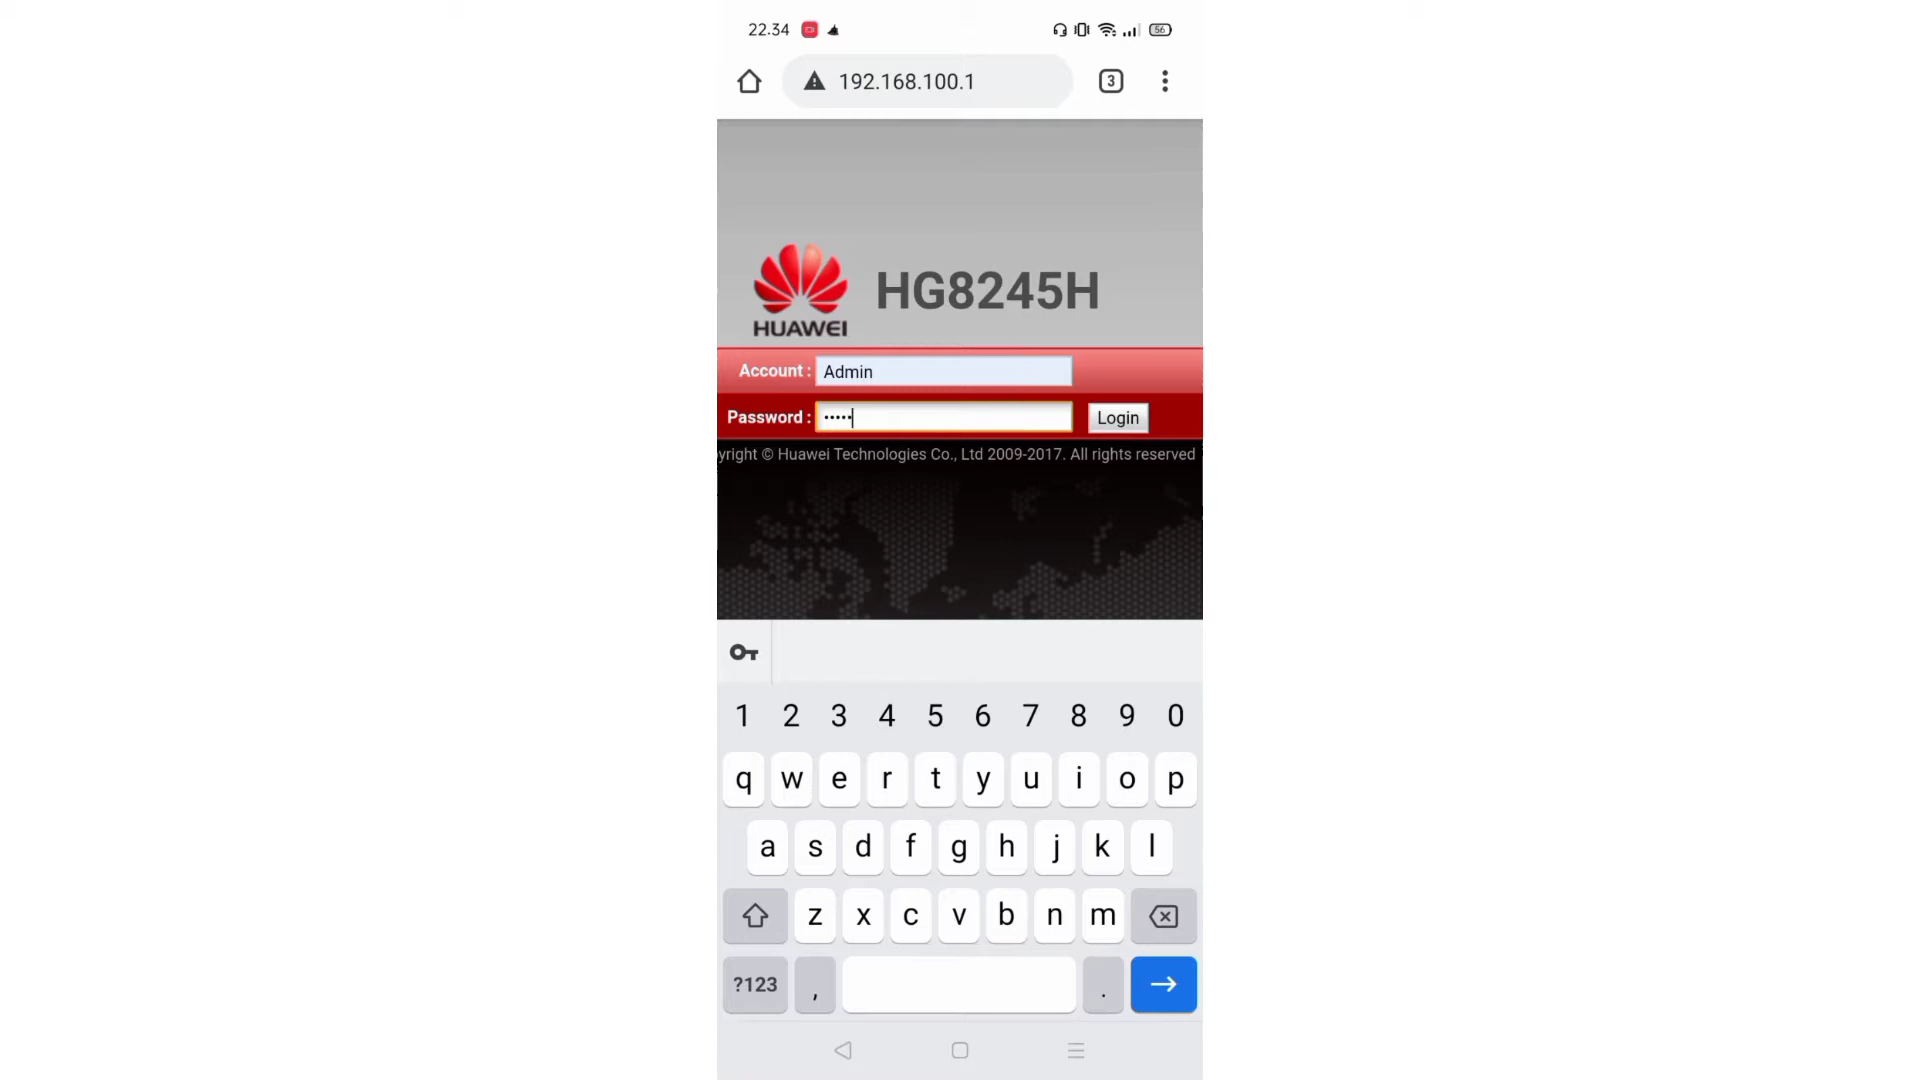 22.34
56
192.168.100.1
3
HUAWEI
HG8245H
Account :
Admin
Password :
•••••
Login
yright © Huawei Technologies Co., Ltd 2009-2017. All rights reserved
1 2 3 4 5 6 7 8 9 0
q w e r t y u i o p
a s d f g h j k l
z x c v b n m
?123 , .